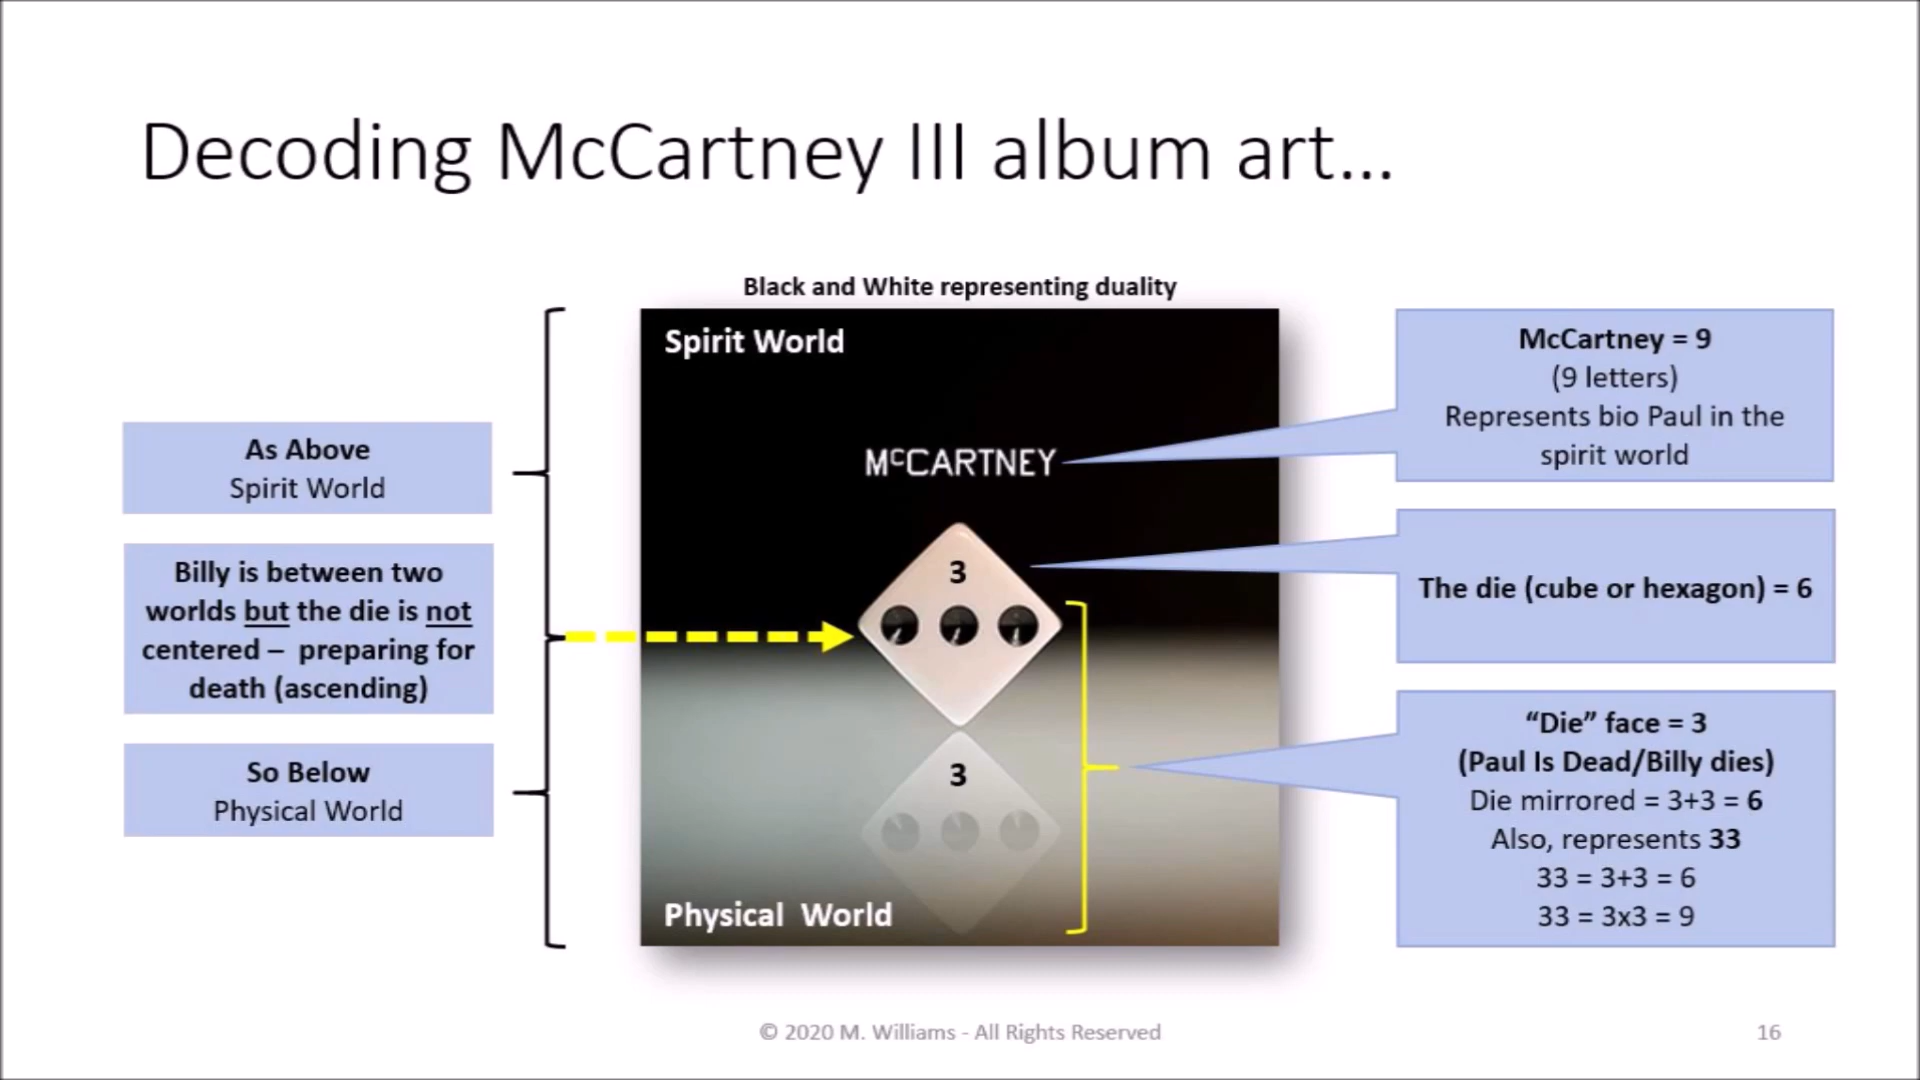 Decoding McCartney III album art...
Black and White representing duality
Spirit World
McCARTNEY
3
3
Physical World
As Above
Spirit World
Billy is between two
worlds but the die is not
centered – preparing for
death (ascending)
So Below
Physical World
McCartney = 9
(9 letters)
Represents bio Paul in the
spirit world
The die (cube or hexagon) = 6
“Die” face = 3
(Paul Is Dead/Billy dies)
Die mirrored = 3+3 = 6
Also, represents 33
33 = 3+3 = 6
33 = 3x3 = 9
© 2020 M. Williams - All Rights Reserved
16